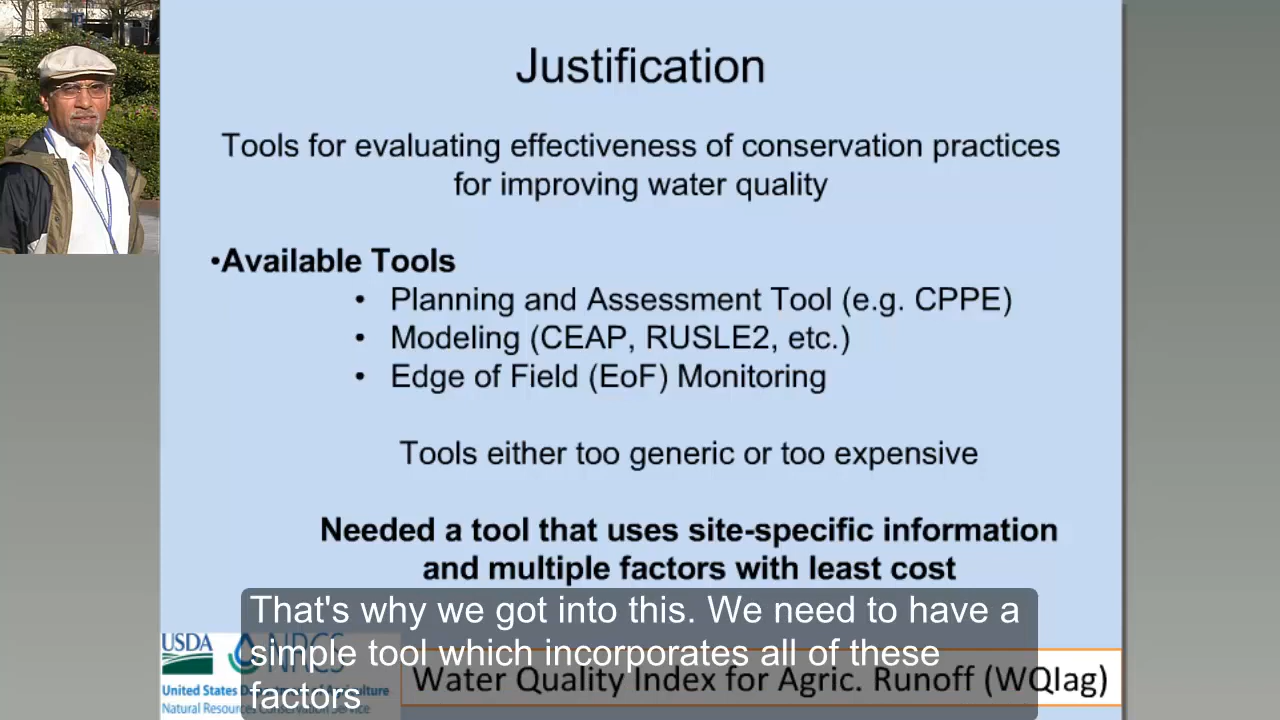 Justification
Tools for evaluating effectiveness of conservation practices
for improving water quality
•Available Tools
• Planning and Assessment Tool (e.g. CPPE)
• Modeling (CEAP, RUSLE2, etc.)
• Edge of Field (EoF) Monitoring
Tools either too generic or too expensive
Needed a tool that uses site-specific information
and multiple factors with least cost
That's why we got into this. We need to have a
simple tool which incorporates all of these
factors
USDA NRCS
United States Department of Agriculture
Natural Resources Conservation Service
Water Quality Index for Agric. Runoff (WQIag)